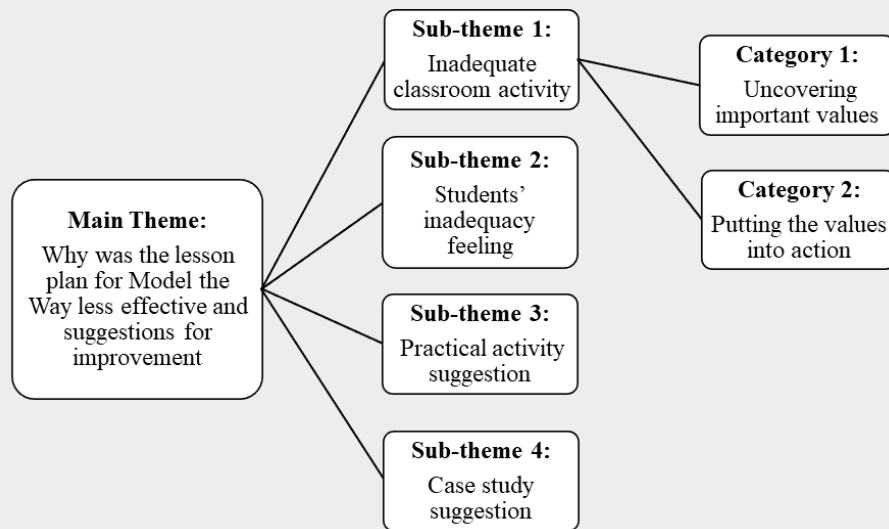 Main Theme:
Why was the lesson
plan for Model the
Way less effective and
suggestions for
improvement
Sub-theme 1:
Inadequate
classroom activity
Sub-theme 2:
Students’
inadequacy
feeling
Sub-theme 3:
Practical activity
suggestion
Sub-theme 4:
Case study
suggestion
Category 1:
Uncovering
important values
Category 2:
Putting the values
into action